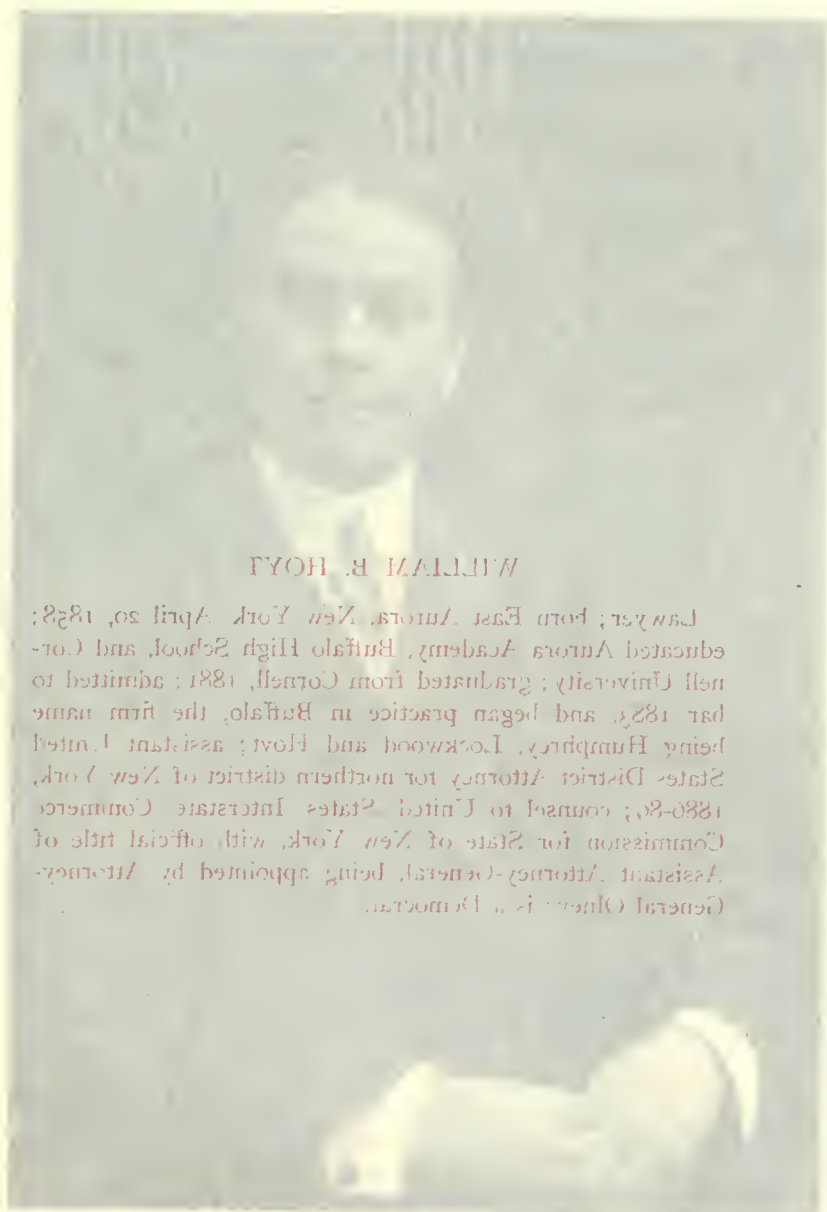 WILLIAM B. HOYT
Lawyer; born East Aurora, New York, April 20, 1858;
educated Aurora Academy, Buffalo High School, and Cor-
nell University; graduated from Cornell, 1881; admitted to
bar 1883, and began practice in Buffalo, the firm name
being Humphrey, Lockwood and Hoyt; assistant United
States District Attorney for northern district of New York,
1886-89; counsel to United States Interstate Commerce
Commission for State of New York, with official title of
Assistant Attorney-General, being appointed by Attorney-
General Olney; is a Democrat.